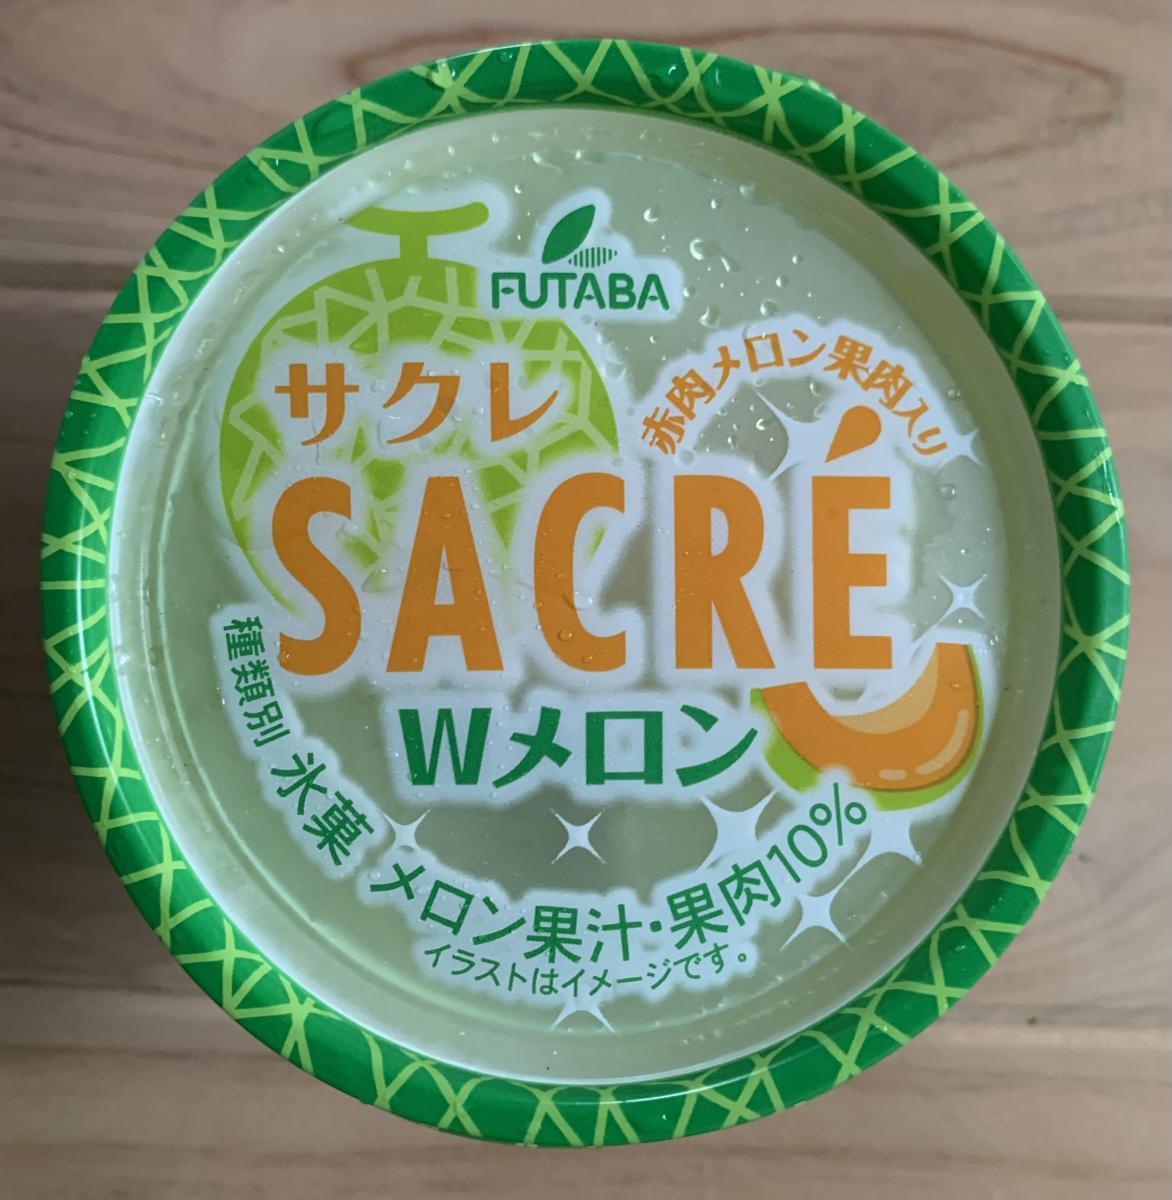 FUTABA
赤肉メロン果肉入り
サクレ
SACRÉ
Wメロン
種類別 氷菓
メロン果汁・果肉10%
イラストはイメージです。